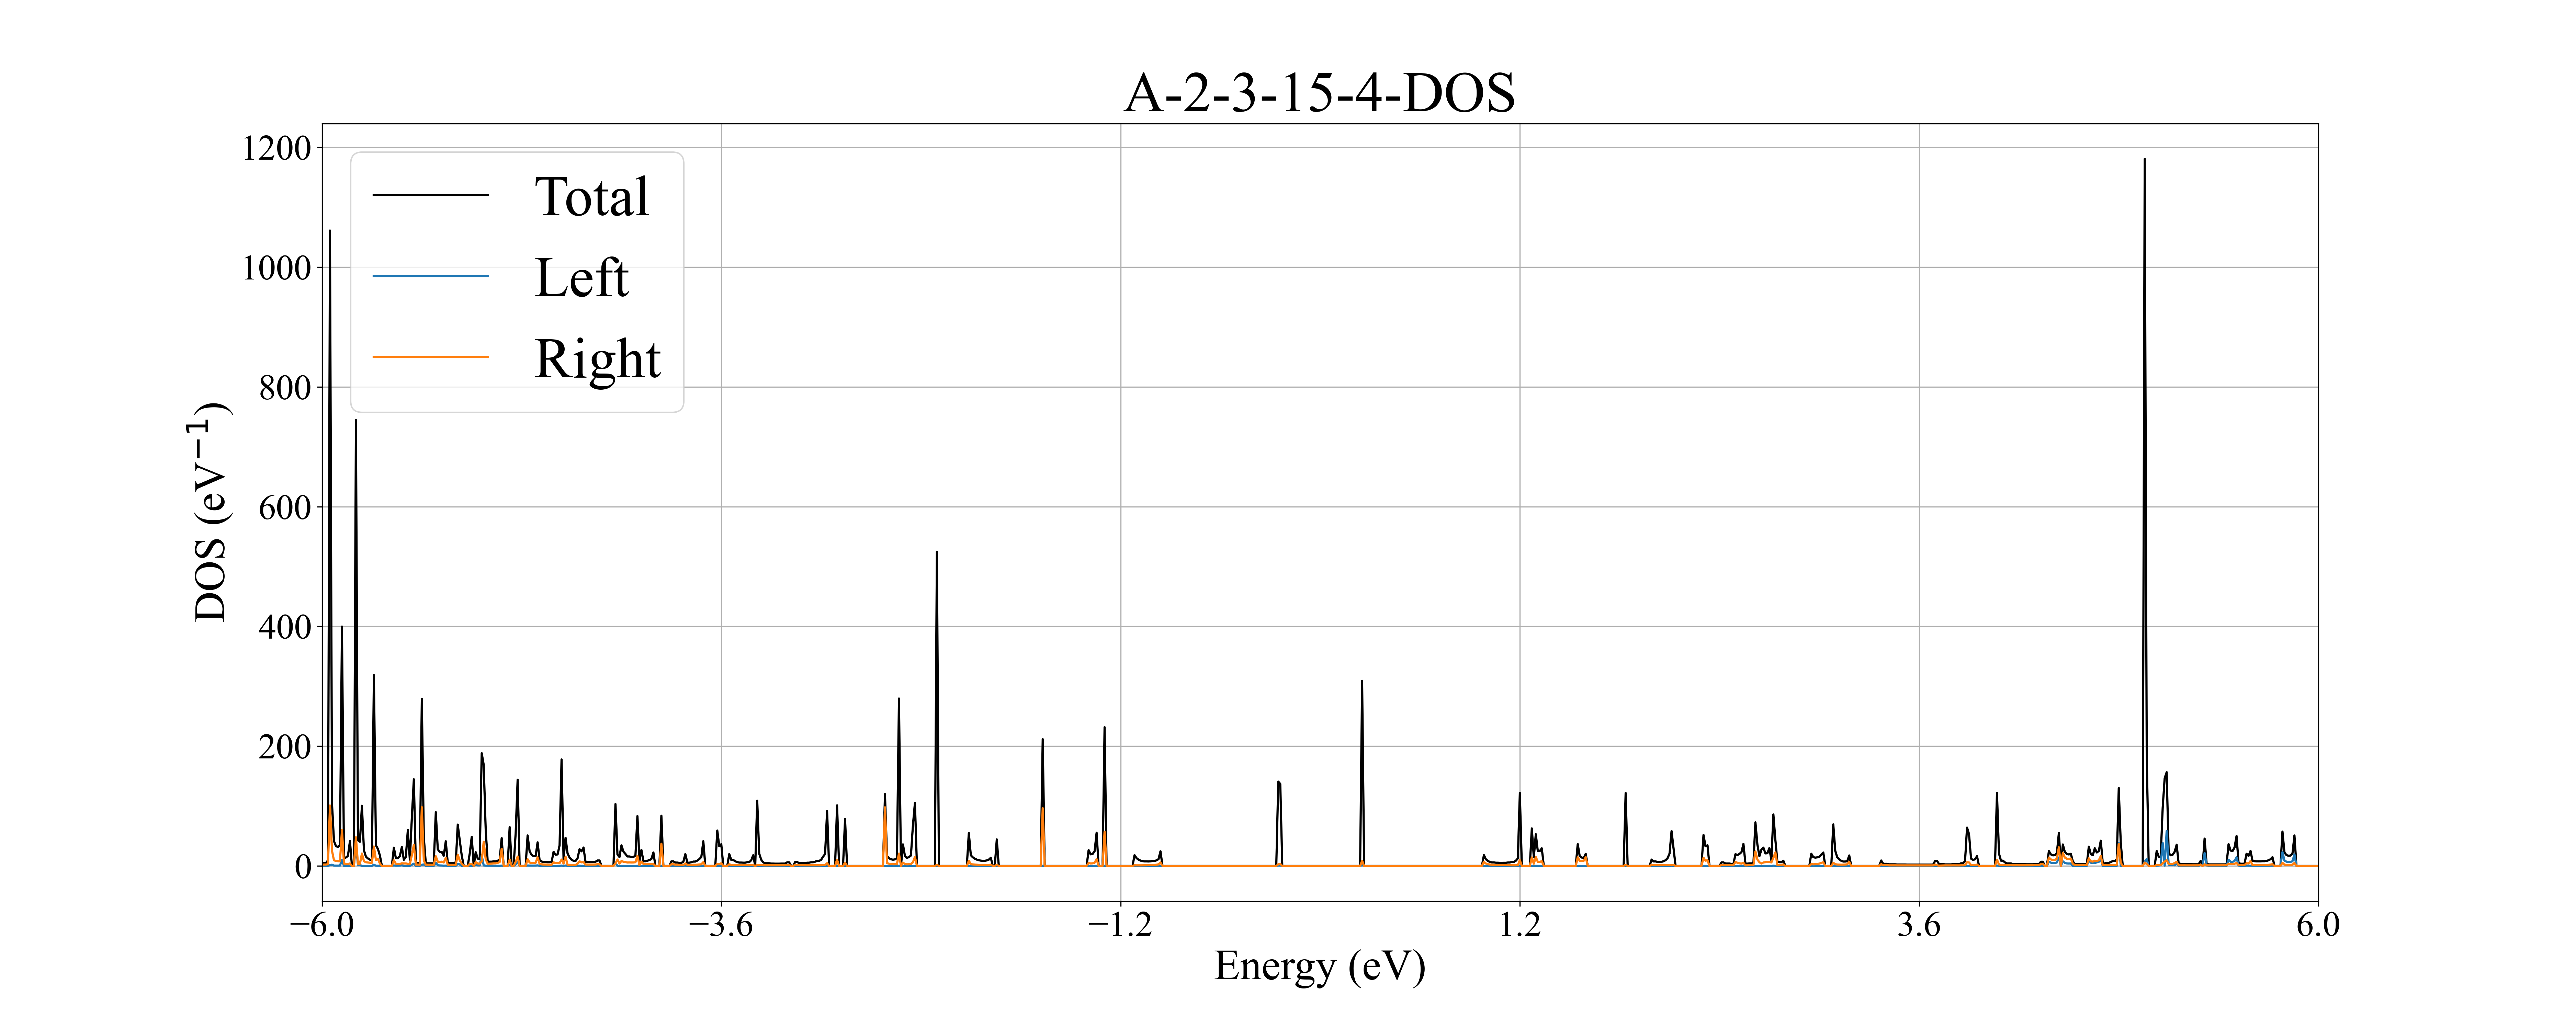 A-2-3-15-4-DOS
1200
1000
800
600
400
200
0
DOS (eV⁻¹)
Total
Left
Right
−6.0 −3.6 −1.2 1.2 3.6 6.0
Energy (eV)